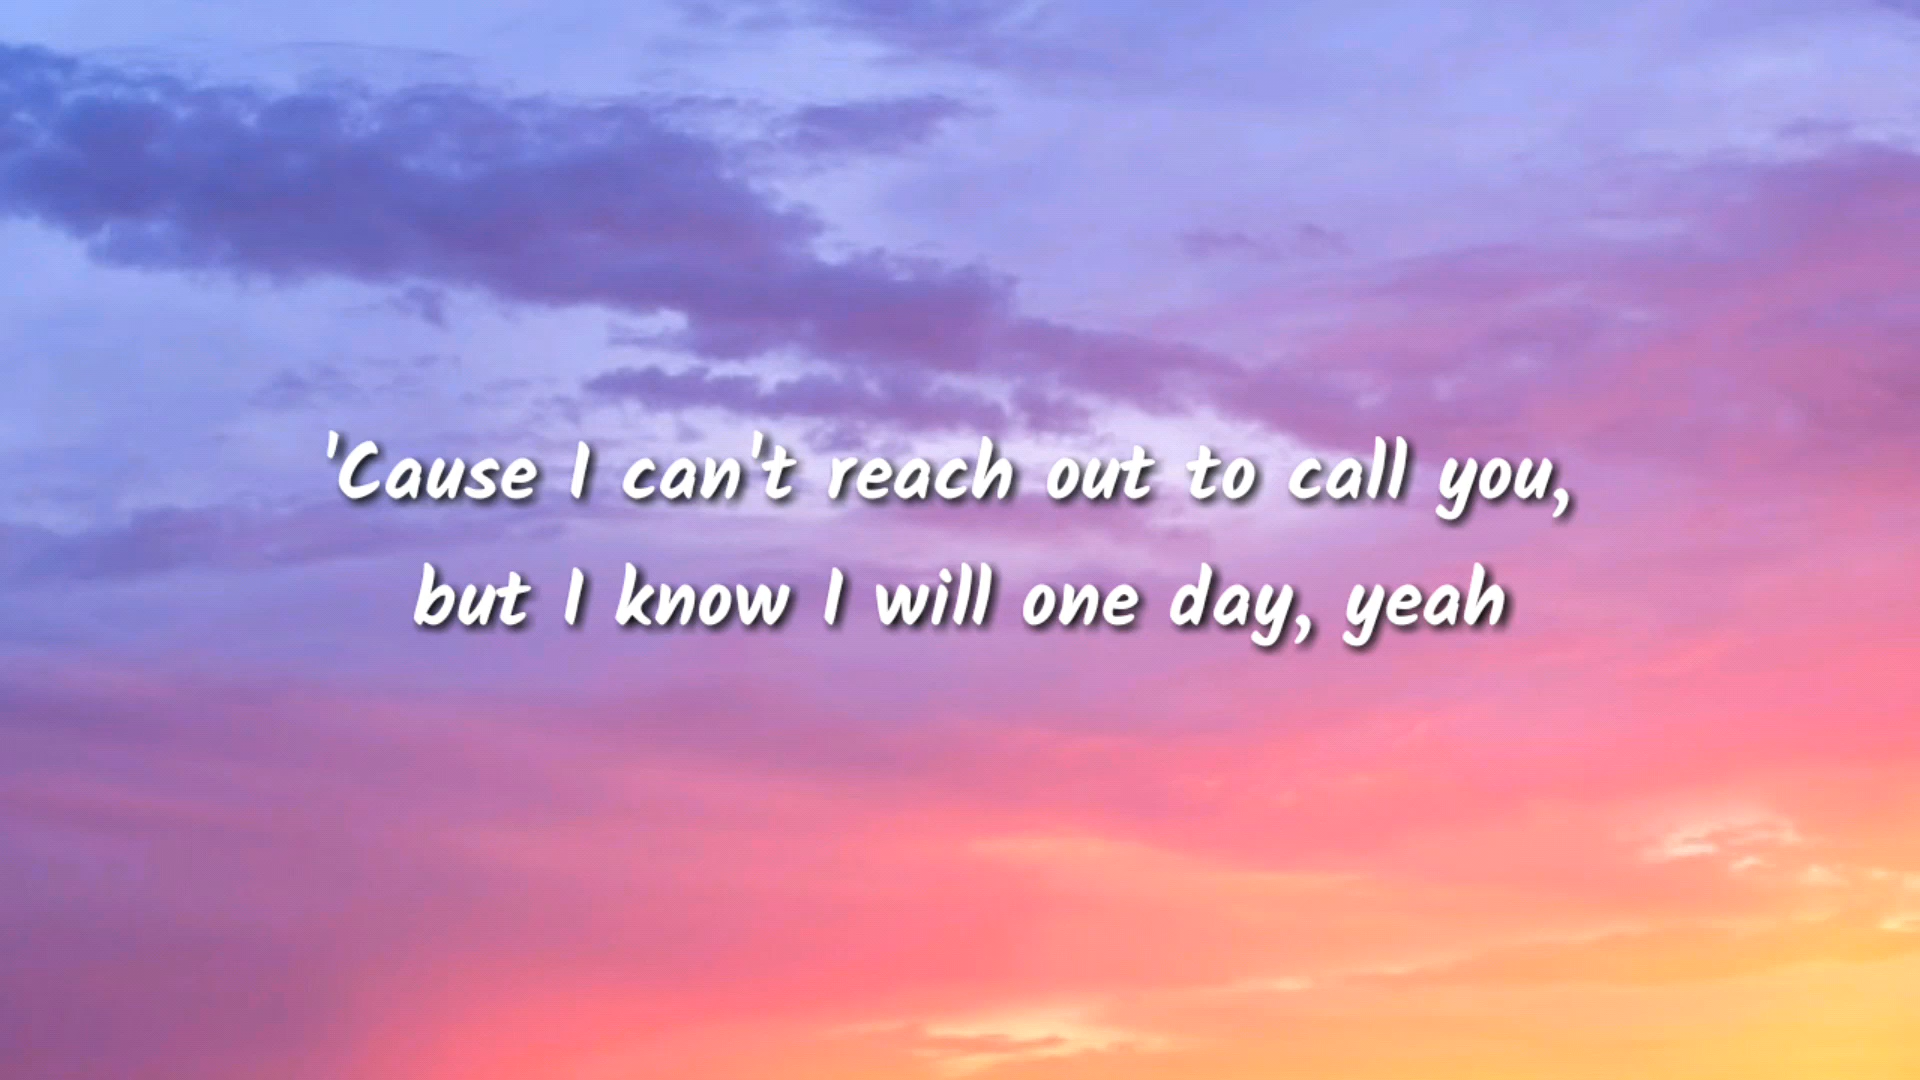 'Cause I can't reach out to call you,
but I know I will one day, yeah